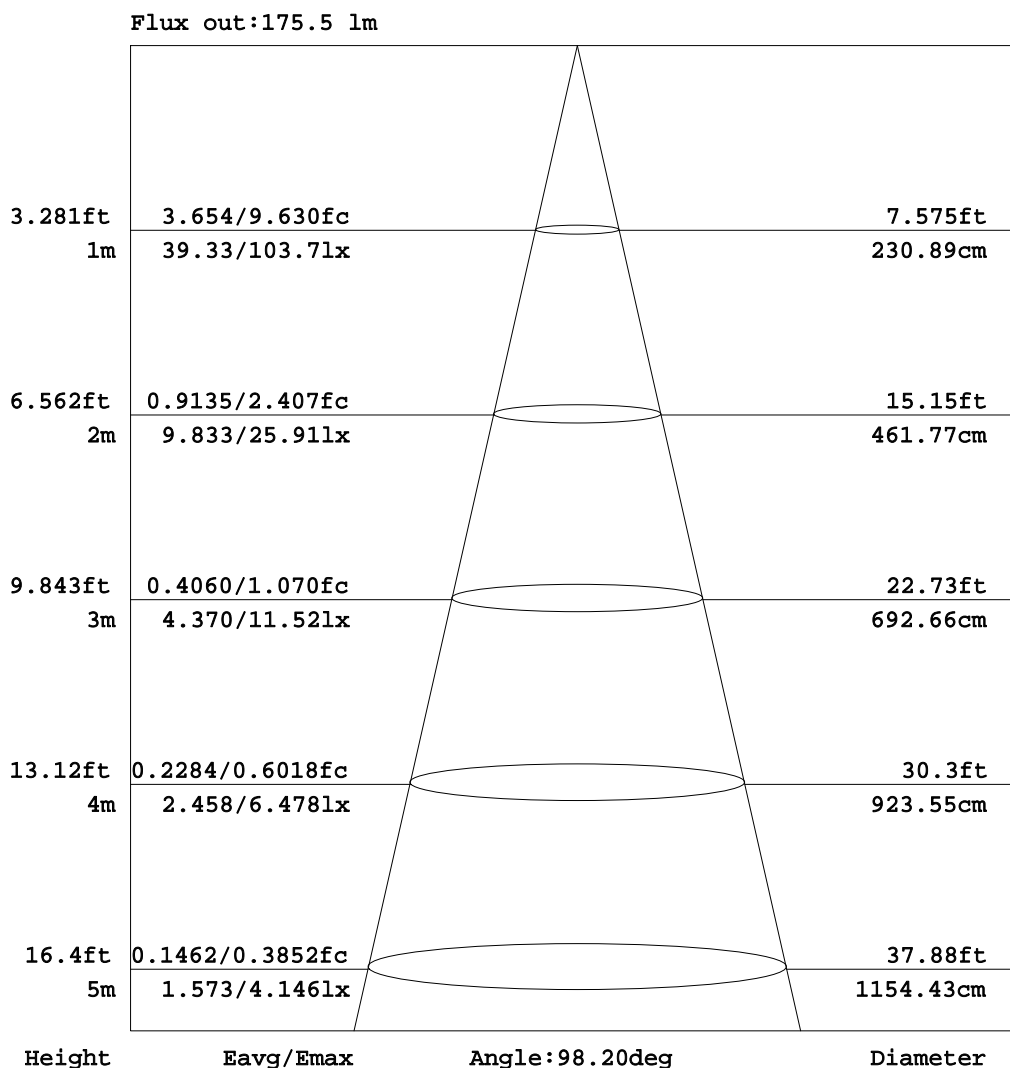 Flux out:175.5 lm
3.281ft 3.654/9.630fc 7.575ft
1m 39.33/103.7lx 230.89cm
6.562ft 0.9135/2.407fc 15.15ft
2m 9.833/25.91lx 461.77cm
9.843ft 0.4060/1.070fc 22.73ft
3m 4.370/11.52lx 692.66cm
13.12ft 0.2284/0.6018fc 30.3ft
4m 2.458/6.478lx 923.55cm
16.4ft 0.1462/0.3852fc 37.88ft
5m 1.573/4.146lx 1154.43cm
Height Eavg/Emax Angle:98.20deg Diameter